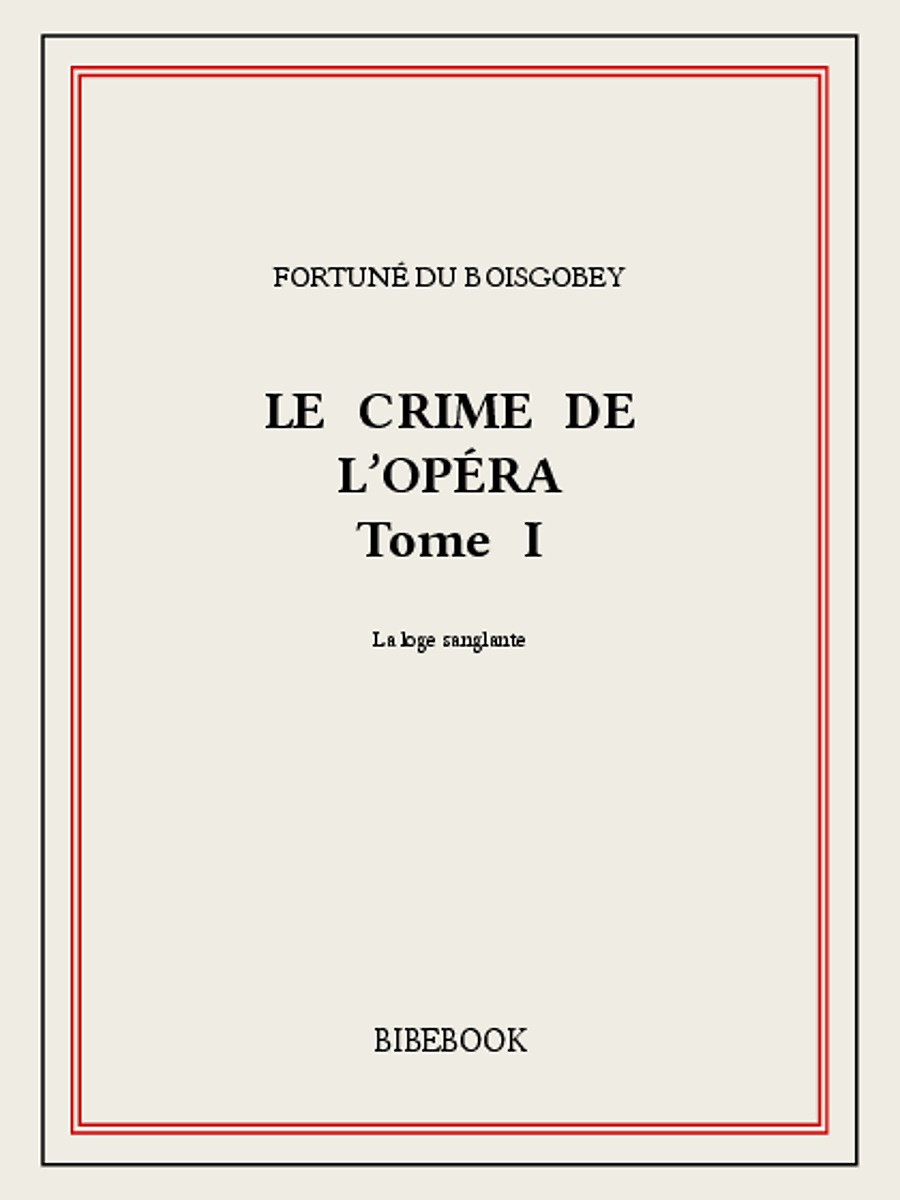 FORTUNÉ DU BOISGOBEY
LE CRIME DE
L’OPÉRA
Tome I
La loge sanglante
BIBEBOOK